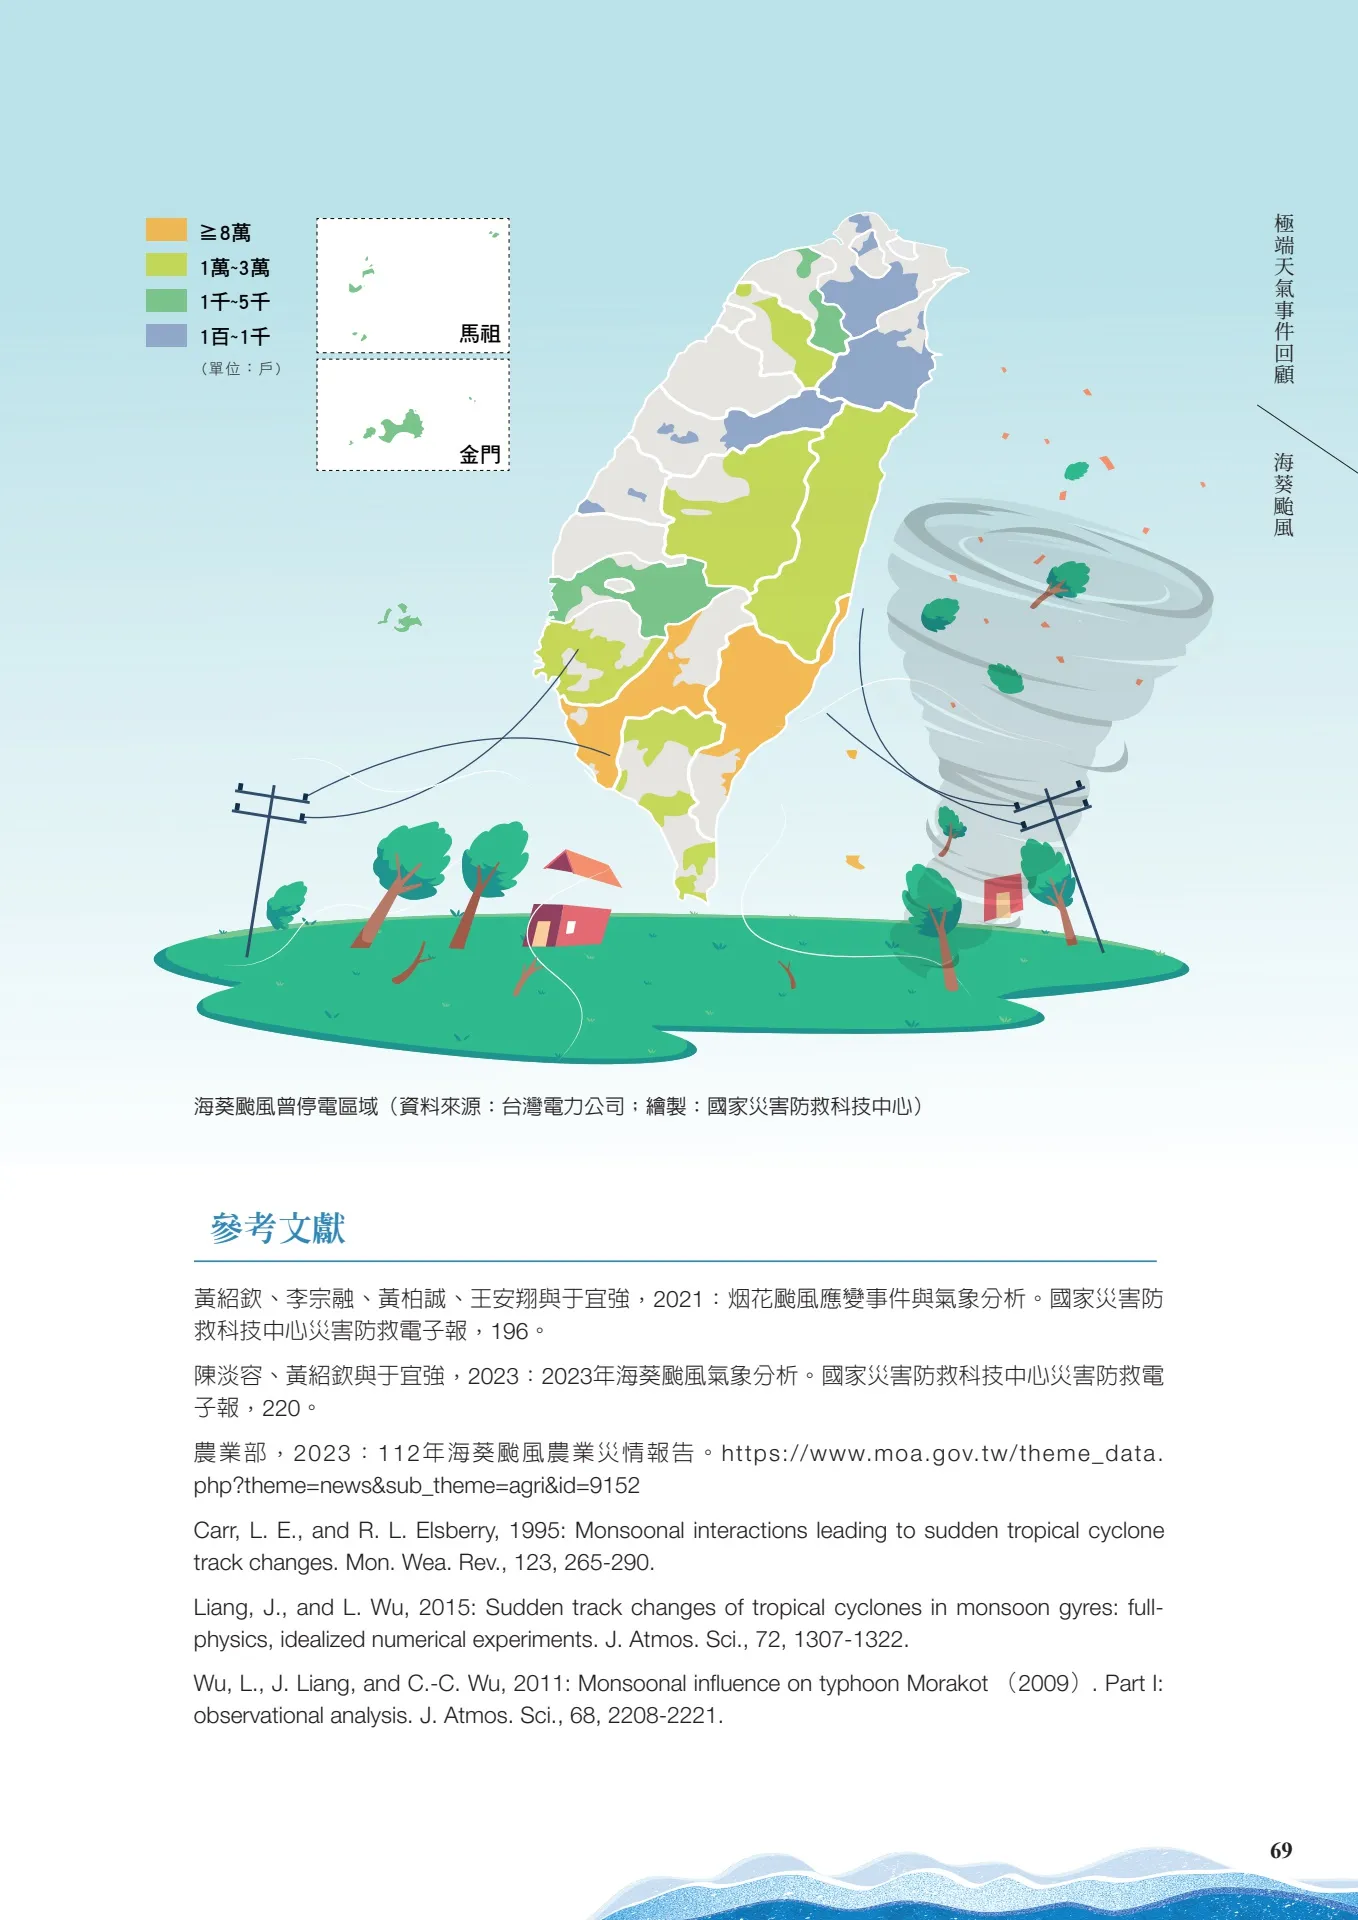 ≧8萬
1萬~3萬
1千~5千
1百~1千
(單位：戶)
馬祖
金門
極端天氣事件回顧
海葵颱風
海葵颱風曾停電區域（資料來源：台灣電力公司；繪製：國家災害防救科技中心）
參考文獻
黃紹欽、李宗融、黃柏誠、王安翔與于宜強，2021：烟花颱風應變事件與氣象分析。國家災害防
救科技中心災害防救電子報，196。
陳淡容、黃紹欽與于宜強，2023：2023年海葵颱風氣象分析。國家災害防救科技中心災害防救電
子報，220。
農業部，2023：112年海葵颱風農業災情報告。https://www.moa.gov.tw/theme_data.
php?theme=news&sub_theme=agri&id=9152
Carr, L. E., and R. L. Elsberry, 1995: Monsoonal interactions leading to sudden tropical cyclone
track changes. Mon. Wea. Rev., 123, 265-290.
Liang, J., and L. Wu, 2015: Sudden track changes of tropical cyclones in monsoon gyres: full-
physics, idealized numerical experiments. J. Atmos. Sci., 72, 1307-1322.
Wu, L., J. Liang, and C.-C. Wu, 2011: Monsoonal influence on typhoon Morakot （2009）. Part I:
observational analysis. J. Atmos. Sci., 68, 2208-2221.
69